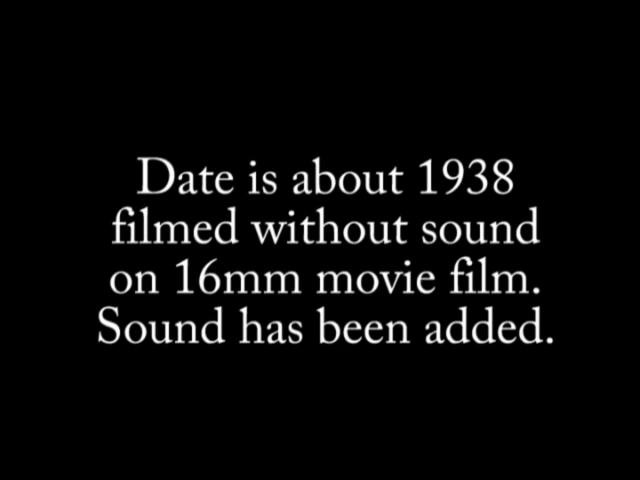 Date is about 1938
filmed without sound
on 16mm movie film.
Sound has been added.